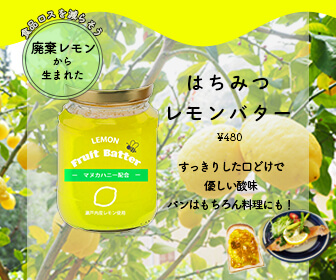 食品ロスを減らそう
廃棄レモン
から
生まれた
はちみつ
レモンバター
¥480
LEMON
Fruit Batter
マヌカハニー配合
瀬戸内産レモン使用
すっきりした口どけで
優しい酸味
パンはもちろん料理にも！